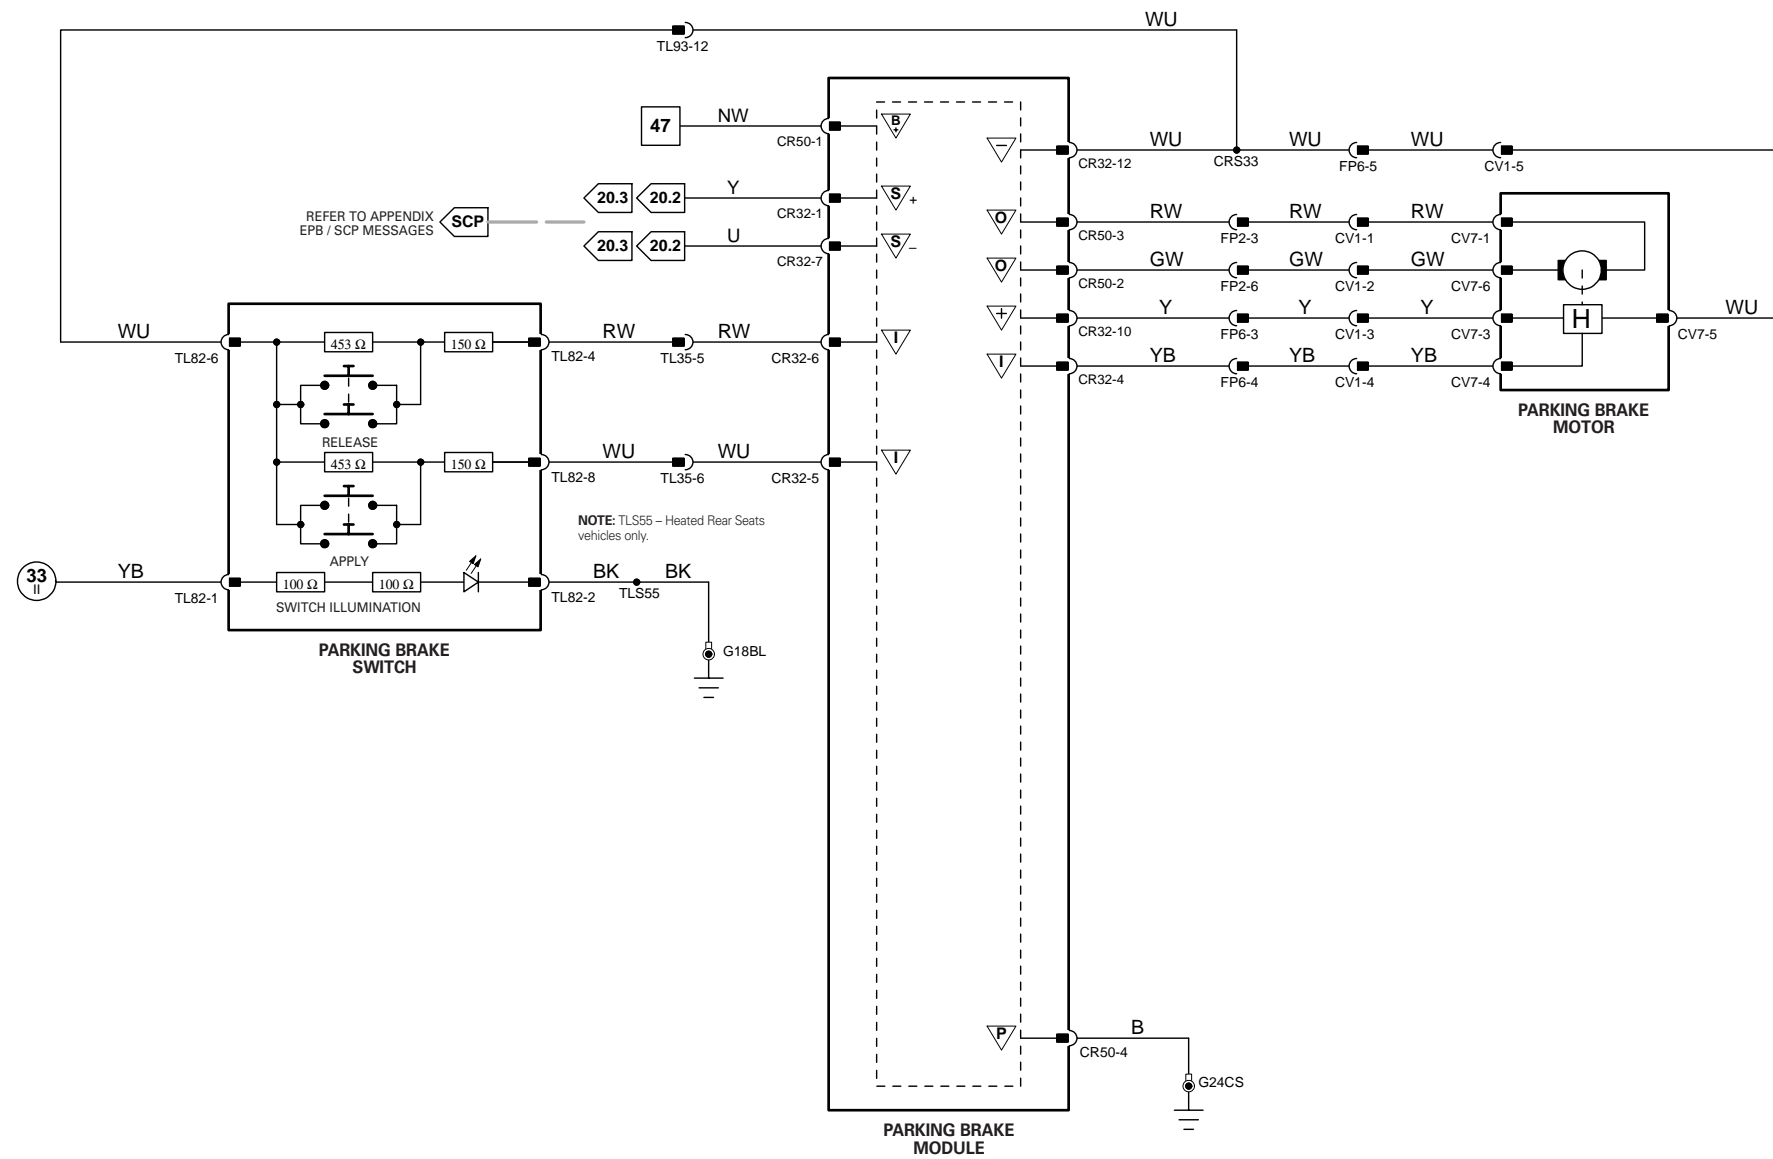 WU
TL93-12
47
NW
CR50-1
B
+
–
CR32-12
WU
CRS33
WU
FP6-5
WU
CV1-5
REFER TO APPENDIX
EPB / SCP MESSAGES
SCP
20.3
20.2
Y
CR32-1
S
+
20.3
20.2
U
CR32-7
S
–
O
CR50-3
RW
FP2-3
RW
CV1-1
RW
CV7-1
O
CR50-2
GW
FP2-6
GW
CV1-2
GW
CV7-6
+
CR32-10
Y
FP6-3
Y
CV1-3
Y
CV7-3
H
CV7-5
WU
I
CR32-4
YB
FP6-4
YB
CV1-4
YB
CV7-4
PARKING BRAKE
MOTOR
WU
TL82-6
453 Ω
150 Ω
TL82-4
RW
TL35-5
RW
CR32-6
I
RELEASE
453 Ω
150 Ω
TL82-8
WU
TL35-6
WU
CR32-5
I
NOTE: TLS55 – Heated Rear Seats
vehicles only.
APPLY
33
II
YB
TL82-1
100 Ω
100 Ω
SWITCH ILLUMINATION
TL82-2
BK
TLS55
BK
G18BL
PARKING BRAKE
SWITCH
P
CR50-4
B
G24CS
PARKING BRAKE
MODULE